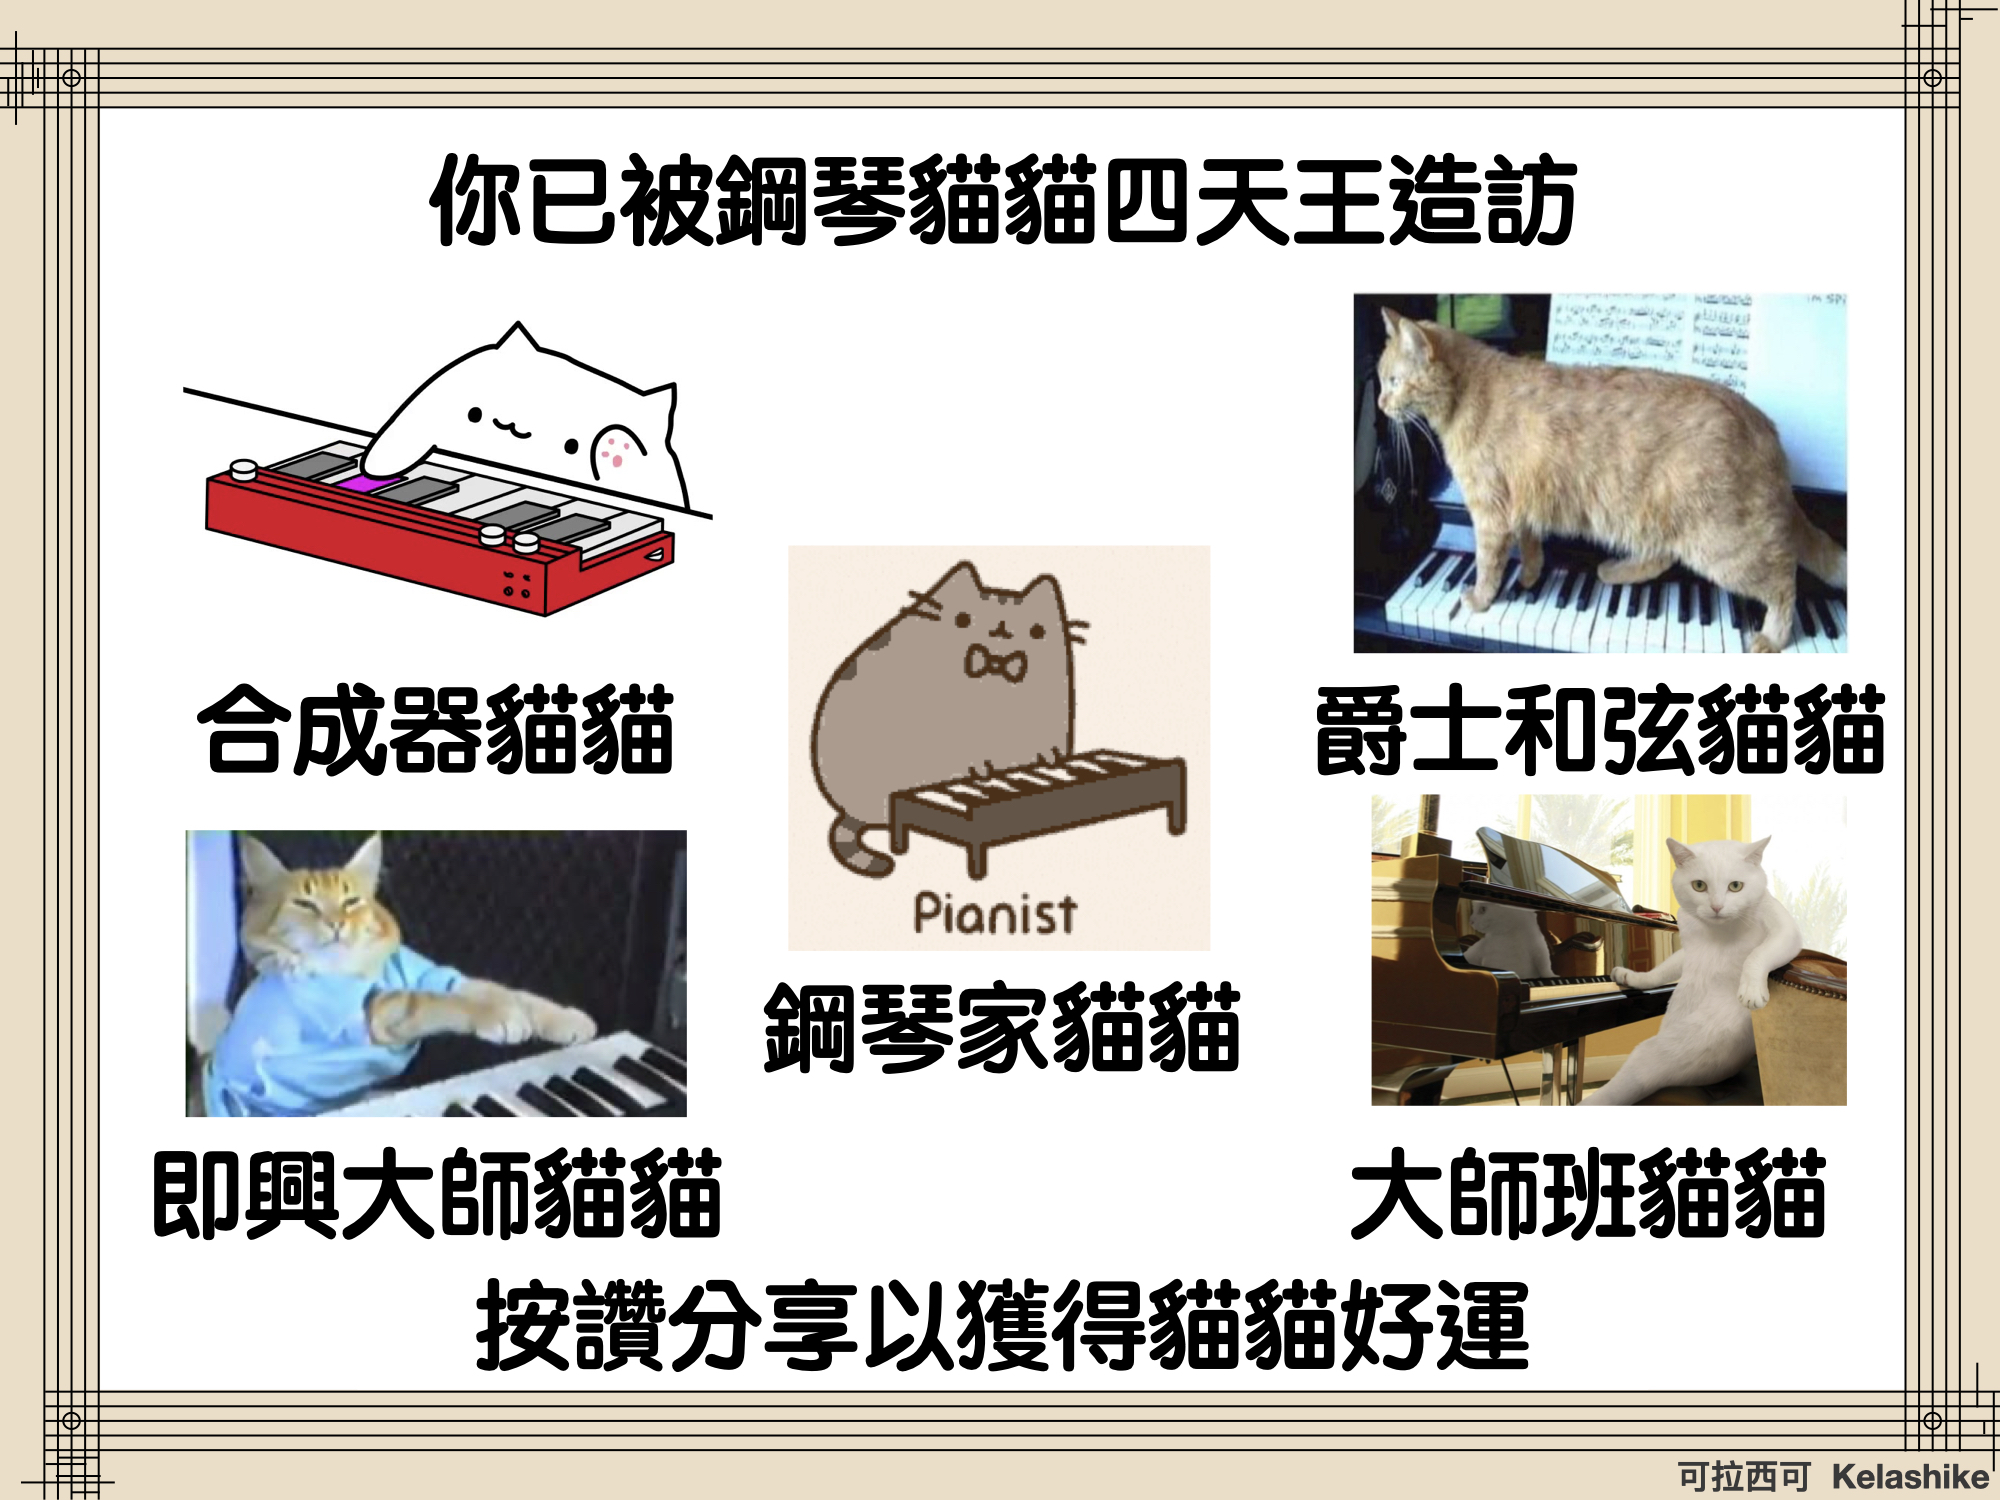 你已被鋼琴貓貓四天王造訪
合成器貓貓
爵士和弦貓貓
Pianist
鋼琴家貓貓
即興大師貓貓
大師班貓貓
按讚分享以獲得貓貓好運
可拉西可 Kelashike